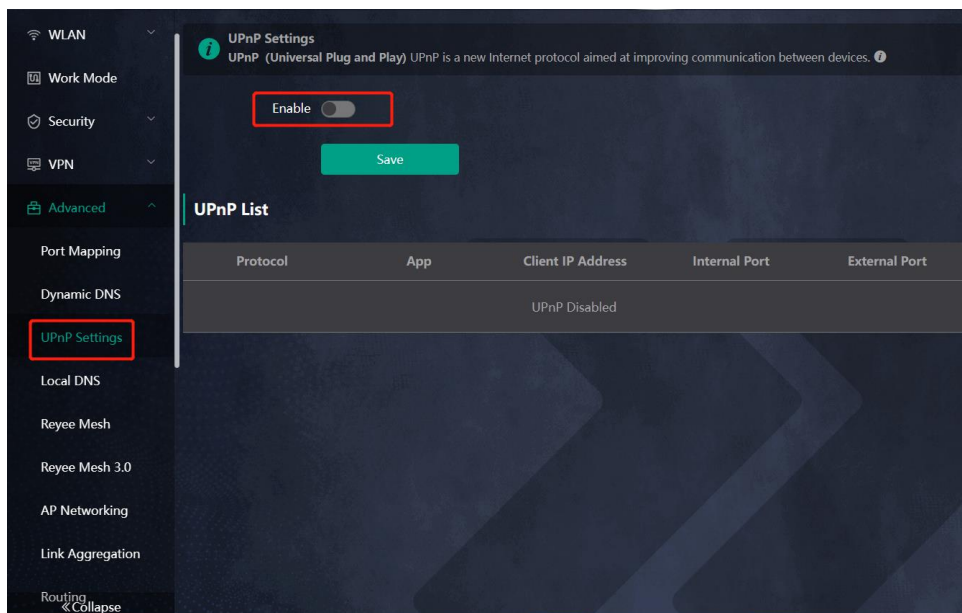 WLAN
Work Mode
Security
VPN
VPN
Advanced
Port Mapping
Dynamic DNS
UPnP Settings
Local DNS
Reyee Mesh
Reyee Mesh 3.0
AP Networking
Link Aggregation
Routing
«Collapse
UPnP Settings
UPnP (Universal Plug and Play) UPnP is a new Internet protocol aimed at improving communication between devices.
Enable
Save
UPnP List
Protocol App Client IP Address Internal Port External Port
UPnP Disabled